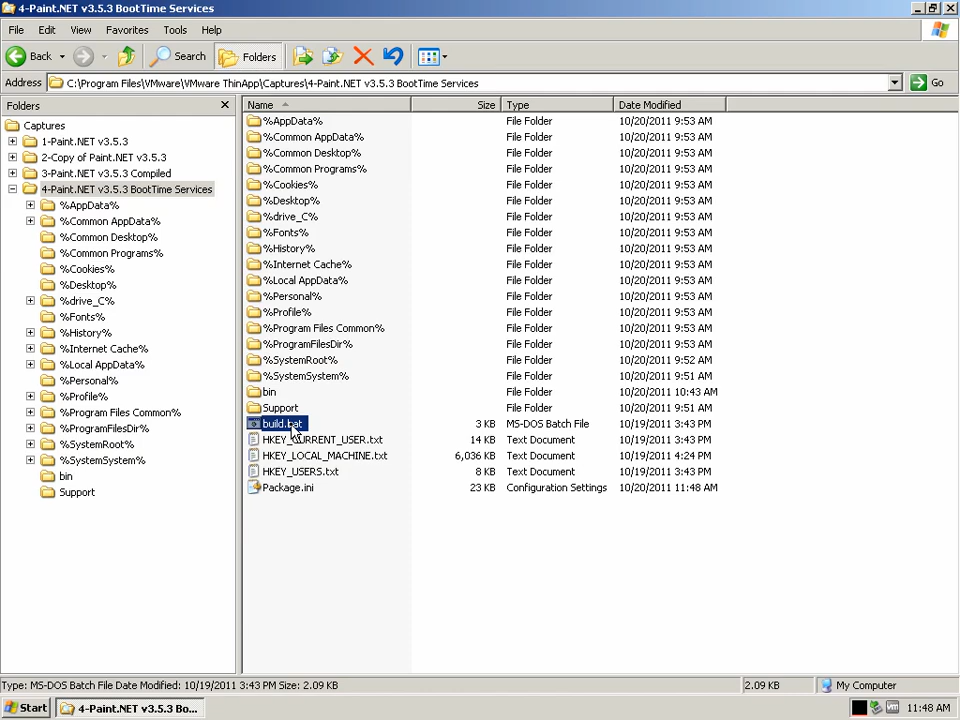 4-Paint.NET v3.5.3 BootTime Services
File Edit View Favorites Tools Help
Back Search Folders
Address C:\Program Files\VMware\VMware ThinApp\Captures\4-Paint.NET v3.5.3 BootTime Services Go
Folders
Captures
1-Paint.NET v3.5.3
2-Copy of Paint.NET v3.5.3
3-Paint.NET v3.5.3 Compiled
4-Paint.NET v3.5.3 BootTime Services
%AppData%
%Common AppData%
%Common Desktop%
%Common Programs%
%Cookies%
%Desktop%
%drive_C%
%Fonts%
%History%
%Internet Cache%
%Local AppData%
%Personal%
%Profile%
%Program Files Common%
%ProgramFilesDir%
%SystemRoot%
%SystemSystem%
bin
Support
Name Size Type Date Modified
%AppData% File Folder 10/20/2011 9:53 AM
%Common AppData% File Folder 10/20/2011 9:53 AM
%Common Desktop% File Folder 10/20/2011 9:53 AM
%Common Programs% File Folder 10/20/2011 9:53 AM
%Cookies% File Folder 10/20/2011 9:53 AM
%Desktop% File Folder 10/20/2011 9:53 AM
%drive_C% File Folder 10/20/2011 9:53 AM
%Fonts% File Folder 10/20/2011 9:53 AM
%History% File Folder 10/20/2011 9:53 AM
%Internet Cache% File Folder 10/20/2011 9:53 AM
%Local AppData% File Folder 10/20/2011 9:53 AM
%Personal% File Folder 10/20/2011 9:53 AM
%Profile% File Folder 10/20/2011 9:53 AM
%Program Files Common% File Folder 10/20/2011 9:53 AM
%ProgramFilesDir% File Folder 10/20/2011 9:53 AM
%SystemRoot% File Folder 10/20/2011 9:52 AM
%SystemSystem% File Folder 10/20/2011 9:51 AM
bin File Folder 10/20/2011 10:43 AM
Support File Folder 10/20/2011 9:51 AM
build.bat 3 KB MS-DOS Batch File 10/19/2011 3:43 PM
HKEY_CURRENT_USER.txt 14 KB Text Document 10/19/2011 3:43 PM
HKEY_LOCAL_MACHINE.txt 6,036 KB Text Document 10/19/2011 4:24 PM
HKEY_USERS.txt 8 KB Text Document 10/19/2011 3:43 PM
Package.ini 23 KB Configuration Settings 10/20/2011 11:48 AM
Type: MS-DOS Batch File Date Modified: 10/19/2011 3:43 PM Size: 2.09 KB 2.09 KB My Computer
Start 4-Paint.NET v3.5.3 Bo... 11:48 AM